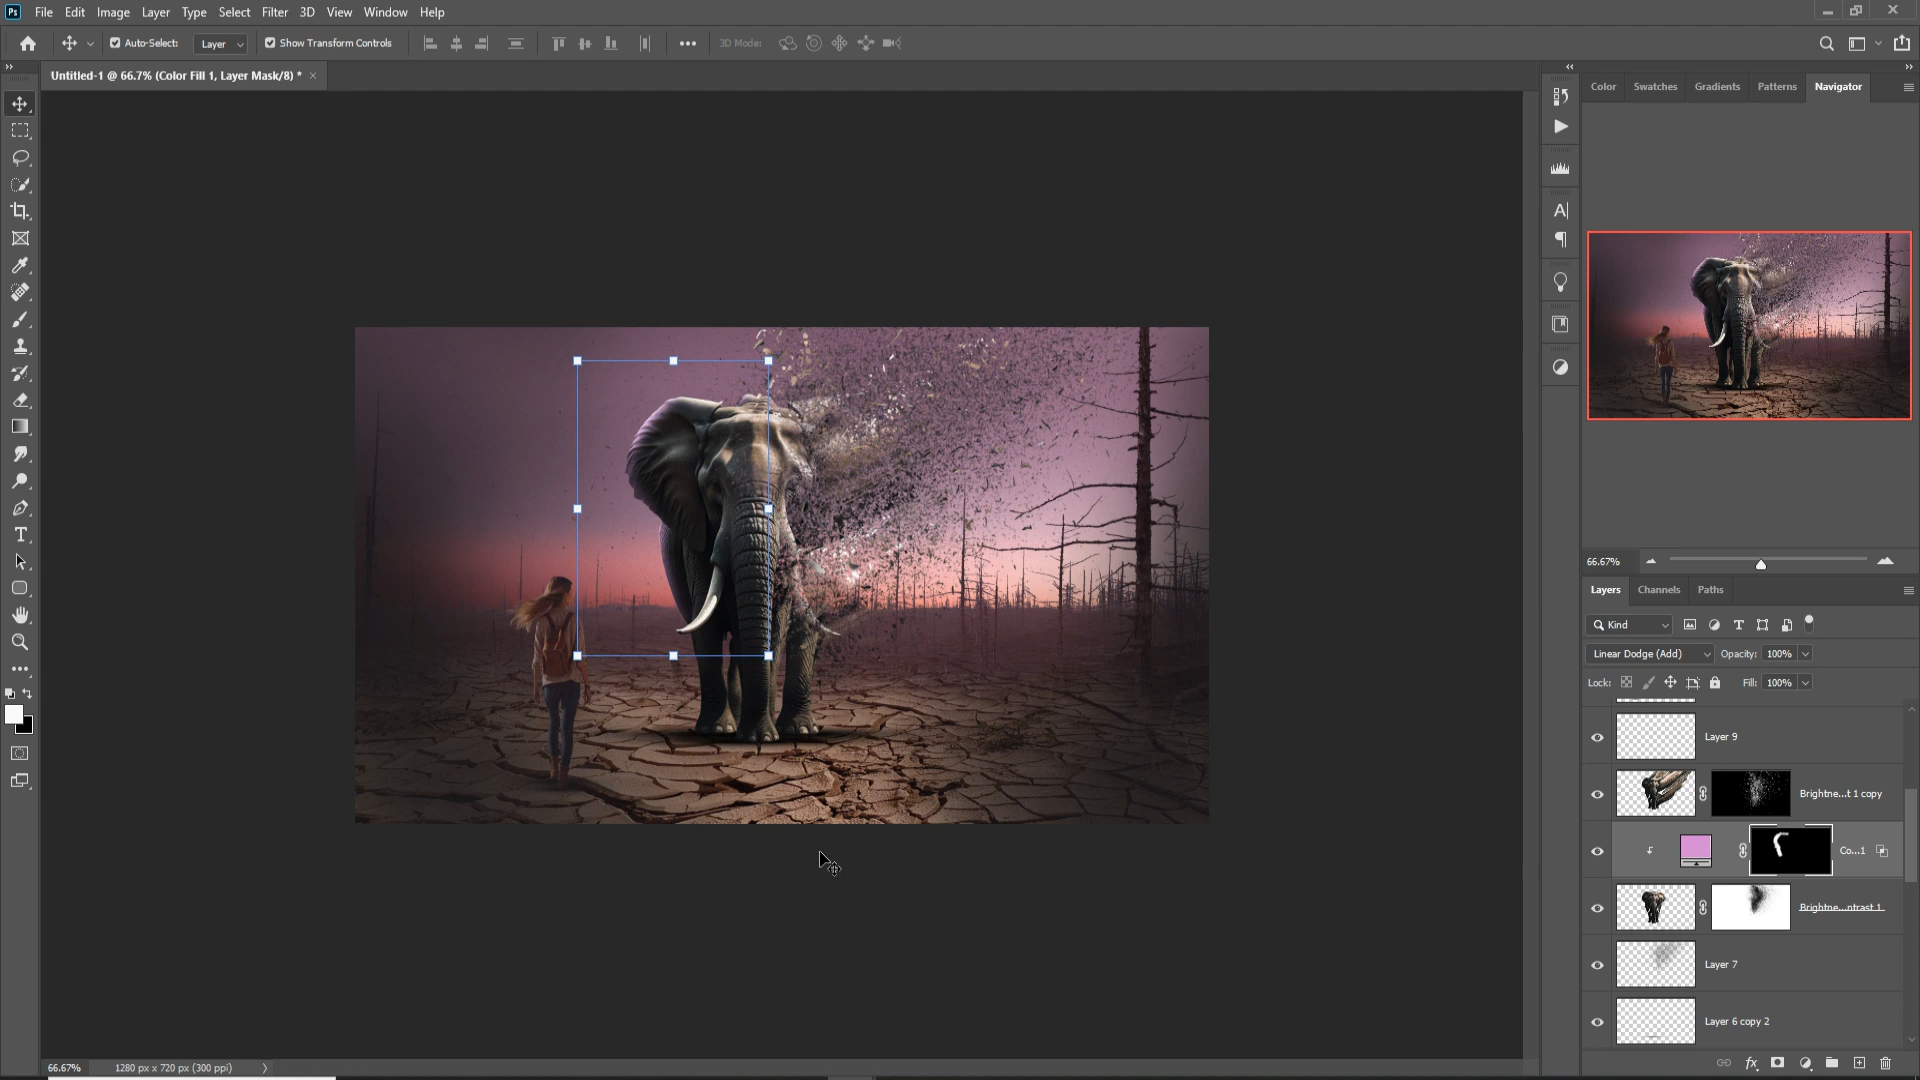 Ps File Edit Image Layer Type Select Filter 3D View Window Help
Auto-Select: Layer Show Transform Controls 3D Mode:
Untitled-1 @ 66.7% (Color Fill 1, Layer Mask/8) *
Color Swatches Gradients Patterns Navigator
66.67%
Layers Channels Paths
Kind
Linear Dodge (Add) Opacity: 100%
Lock: Fill: 100%
Layer 9
Brightne...t 1 copy
Co...1
Brightne...ntrast 1
Layer 7
Layer 6 copy 2
66.67% 1280 px x 720 px (300 ppi)